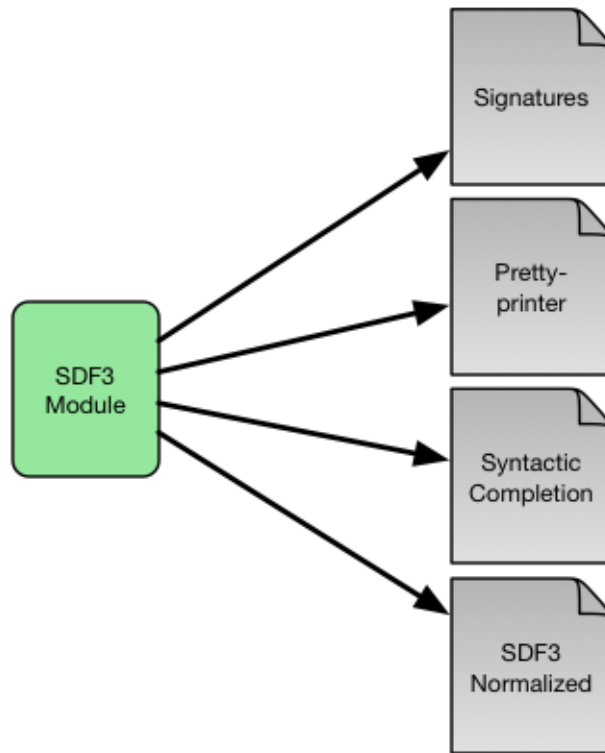 Signatures
Pretty-
printer
SDF3
Module
Syntactic
Completion
SDF3
Normalized